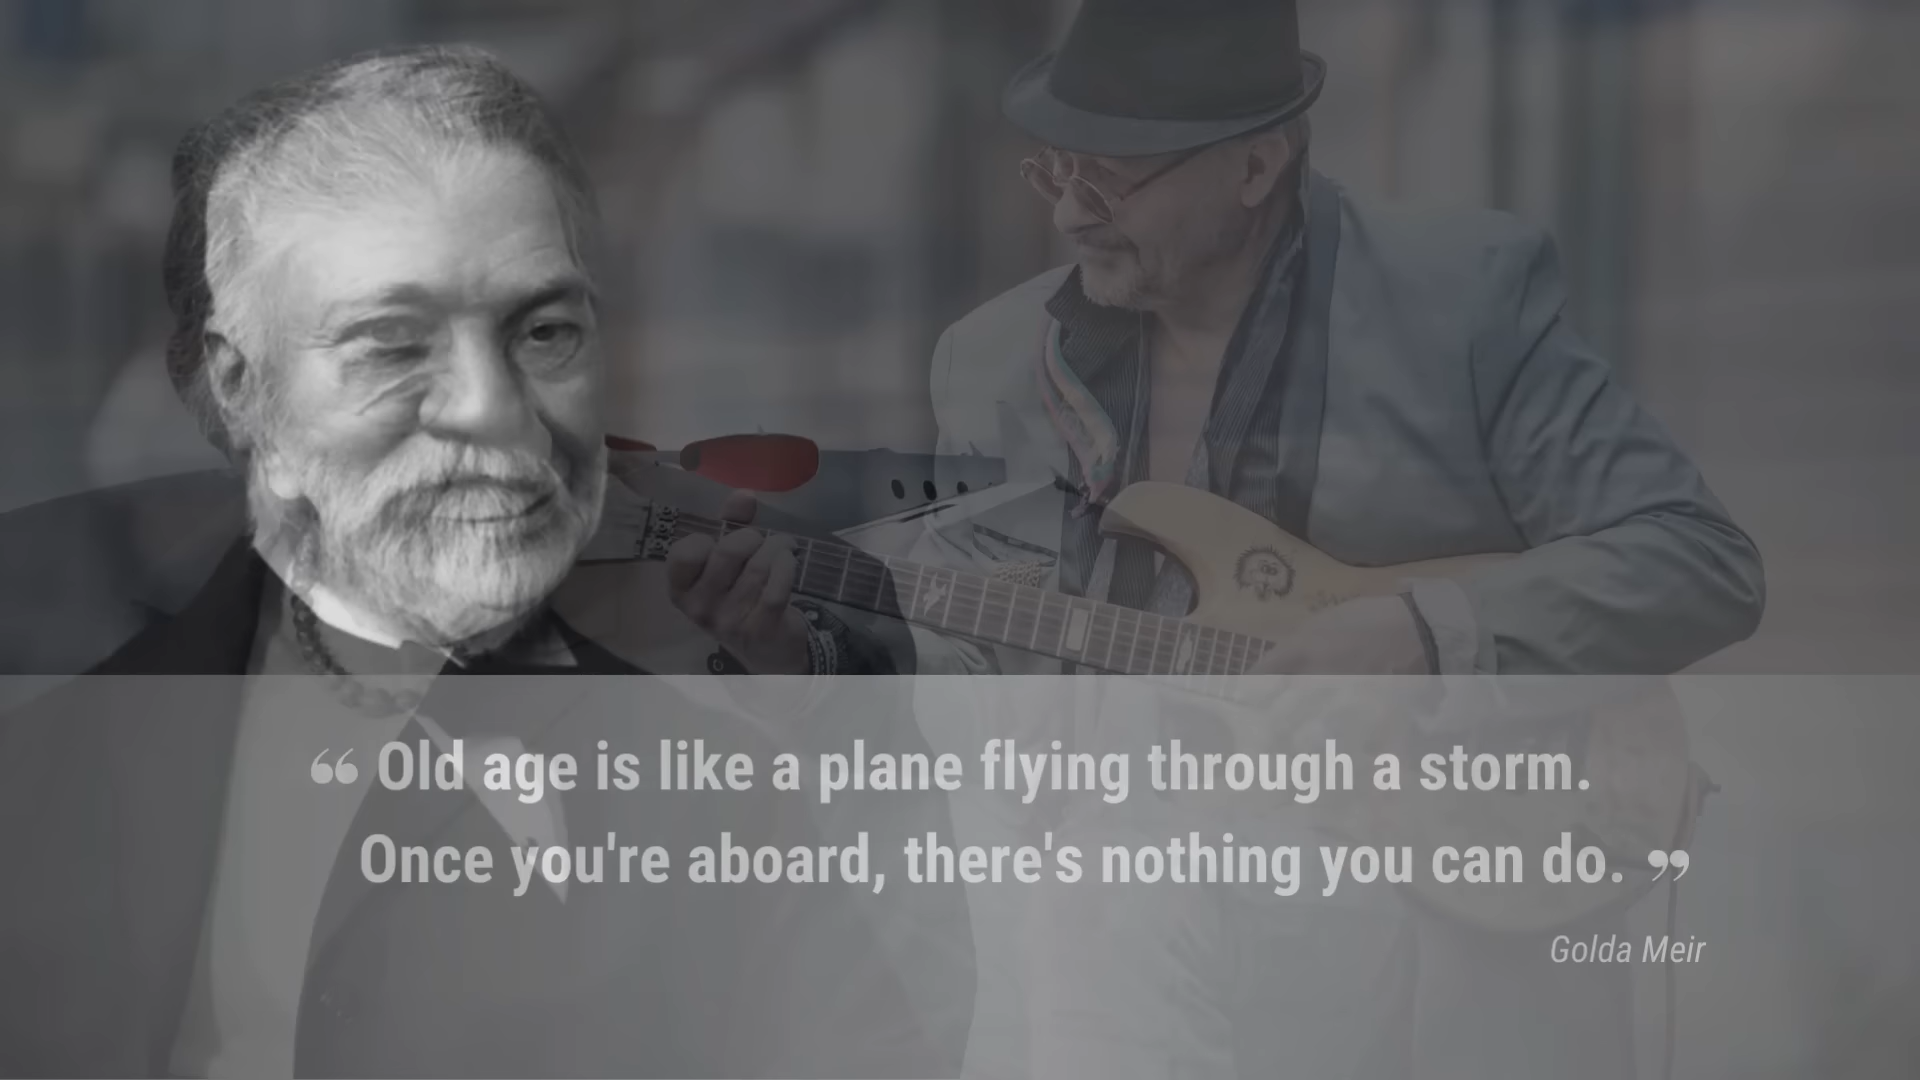 “ Old age is like a plane flying through a storm.
Once you're aboard, there's nothing you can do. ”
Golda Meir